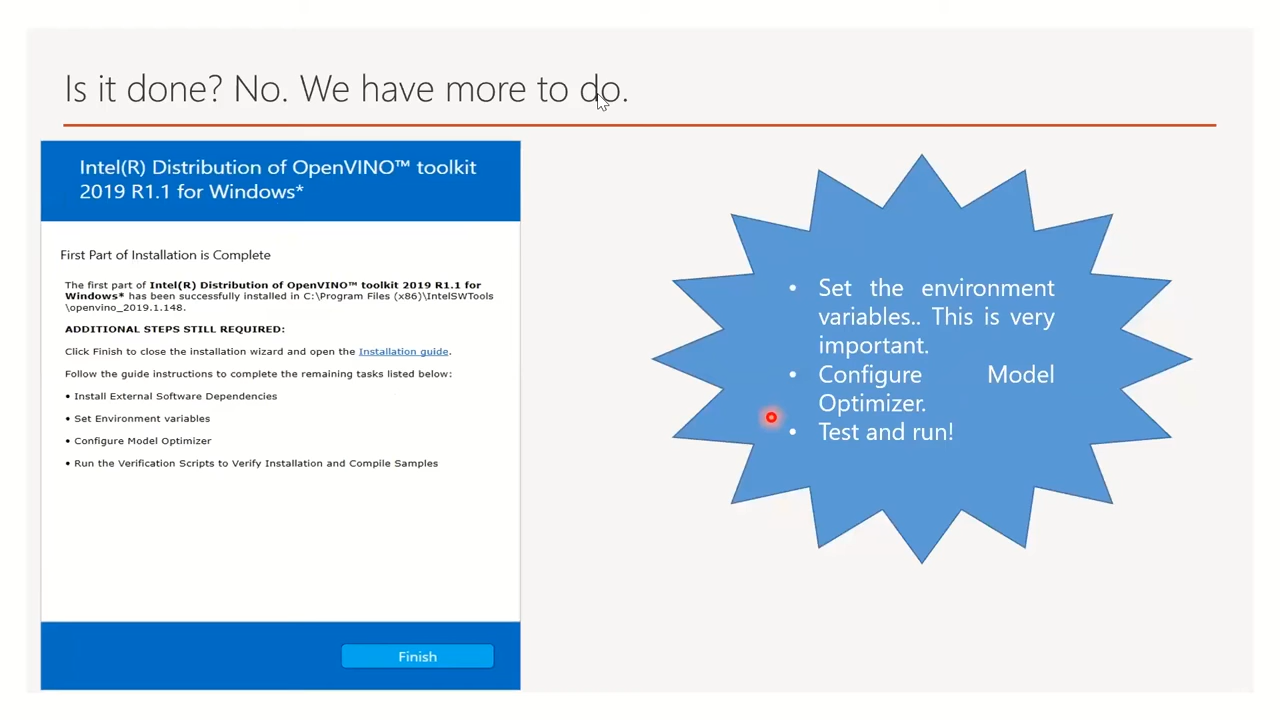 Is it done? No. We have more to do.
Intel(R) Distribution of OpenVINO™ toolkit
2019 R1.1 for Windows*
First Part of Installation is Complete
The first part of Intel(R) Distribution of OpenVINO™ toolkit 2019 R1.1 for
Windows* has been successfully installed in C:\Program Files (x86)\IntelSWTools
\openvino_2019.1.148.
ADDITIONAL STEPS STILL REQUIRED:
Click Finish to close the installation wizard and open the Installation guide.
Follow the guide instructions to complete the remaining tasks listed below:
• Install External Software Dependencies
• Set Environment variables
• Configure Model Optimizer
• Run the Verification Scripts to Verify Installation and Compile Samples
Finish
• Set the environment
variables.. This is very
important.
• Configure Model
Optimizer.
• Test and run!